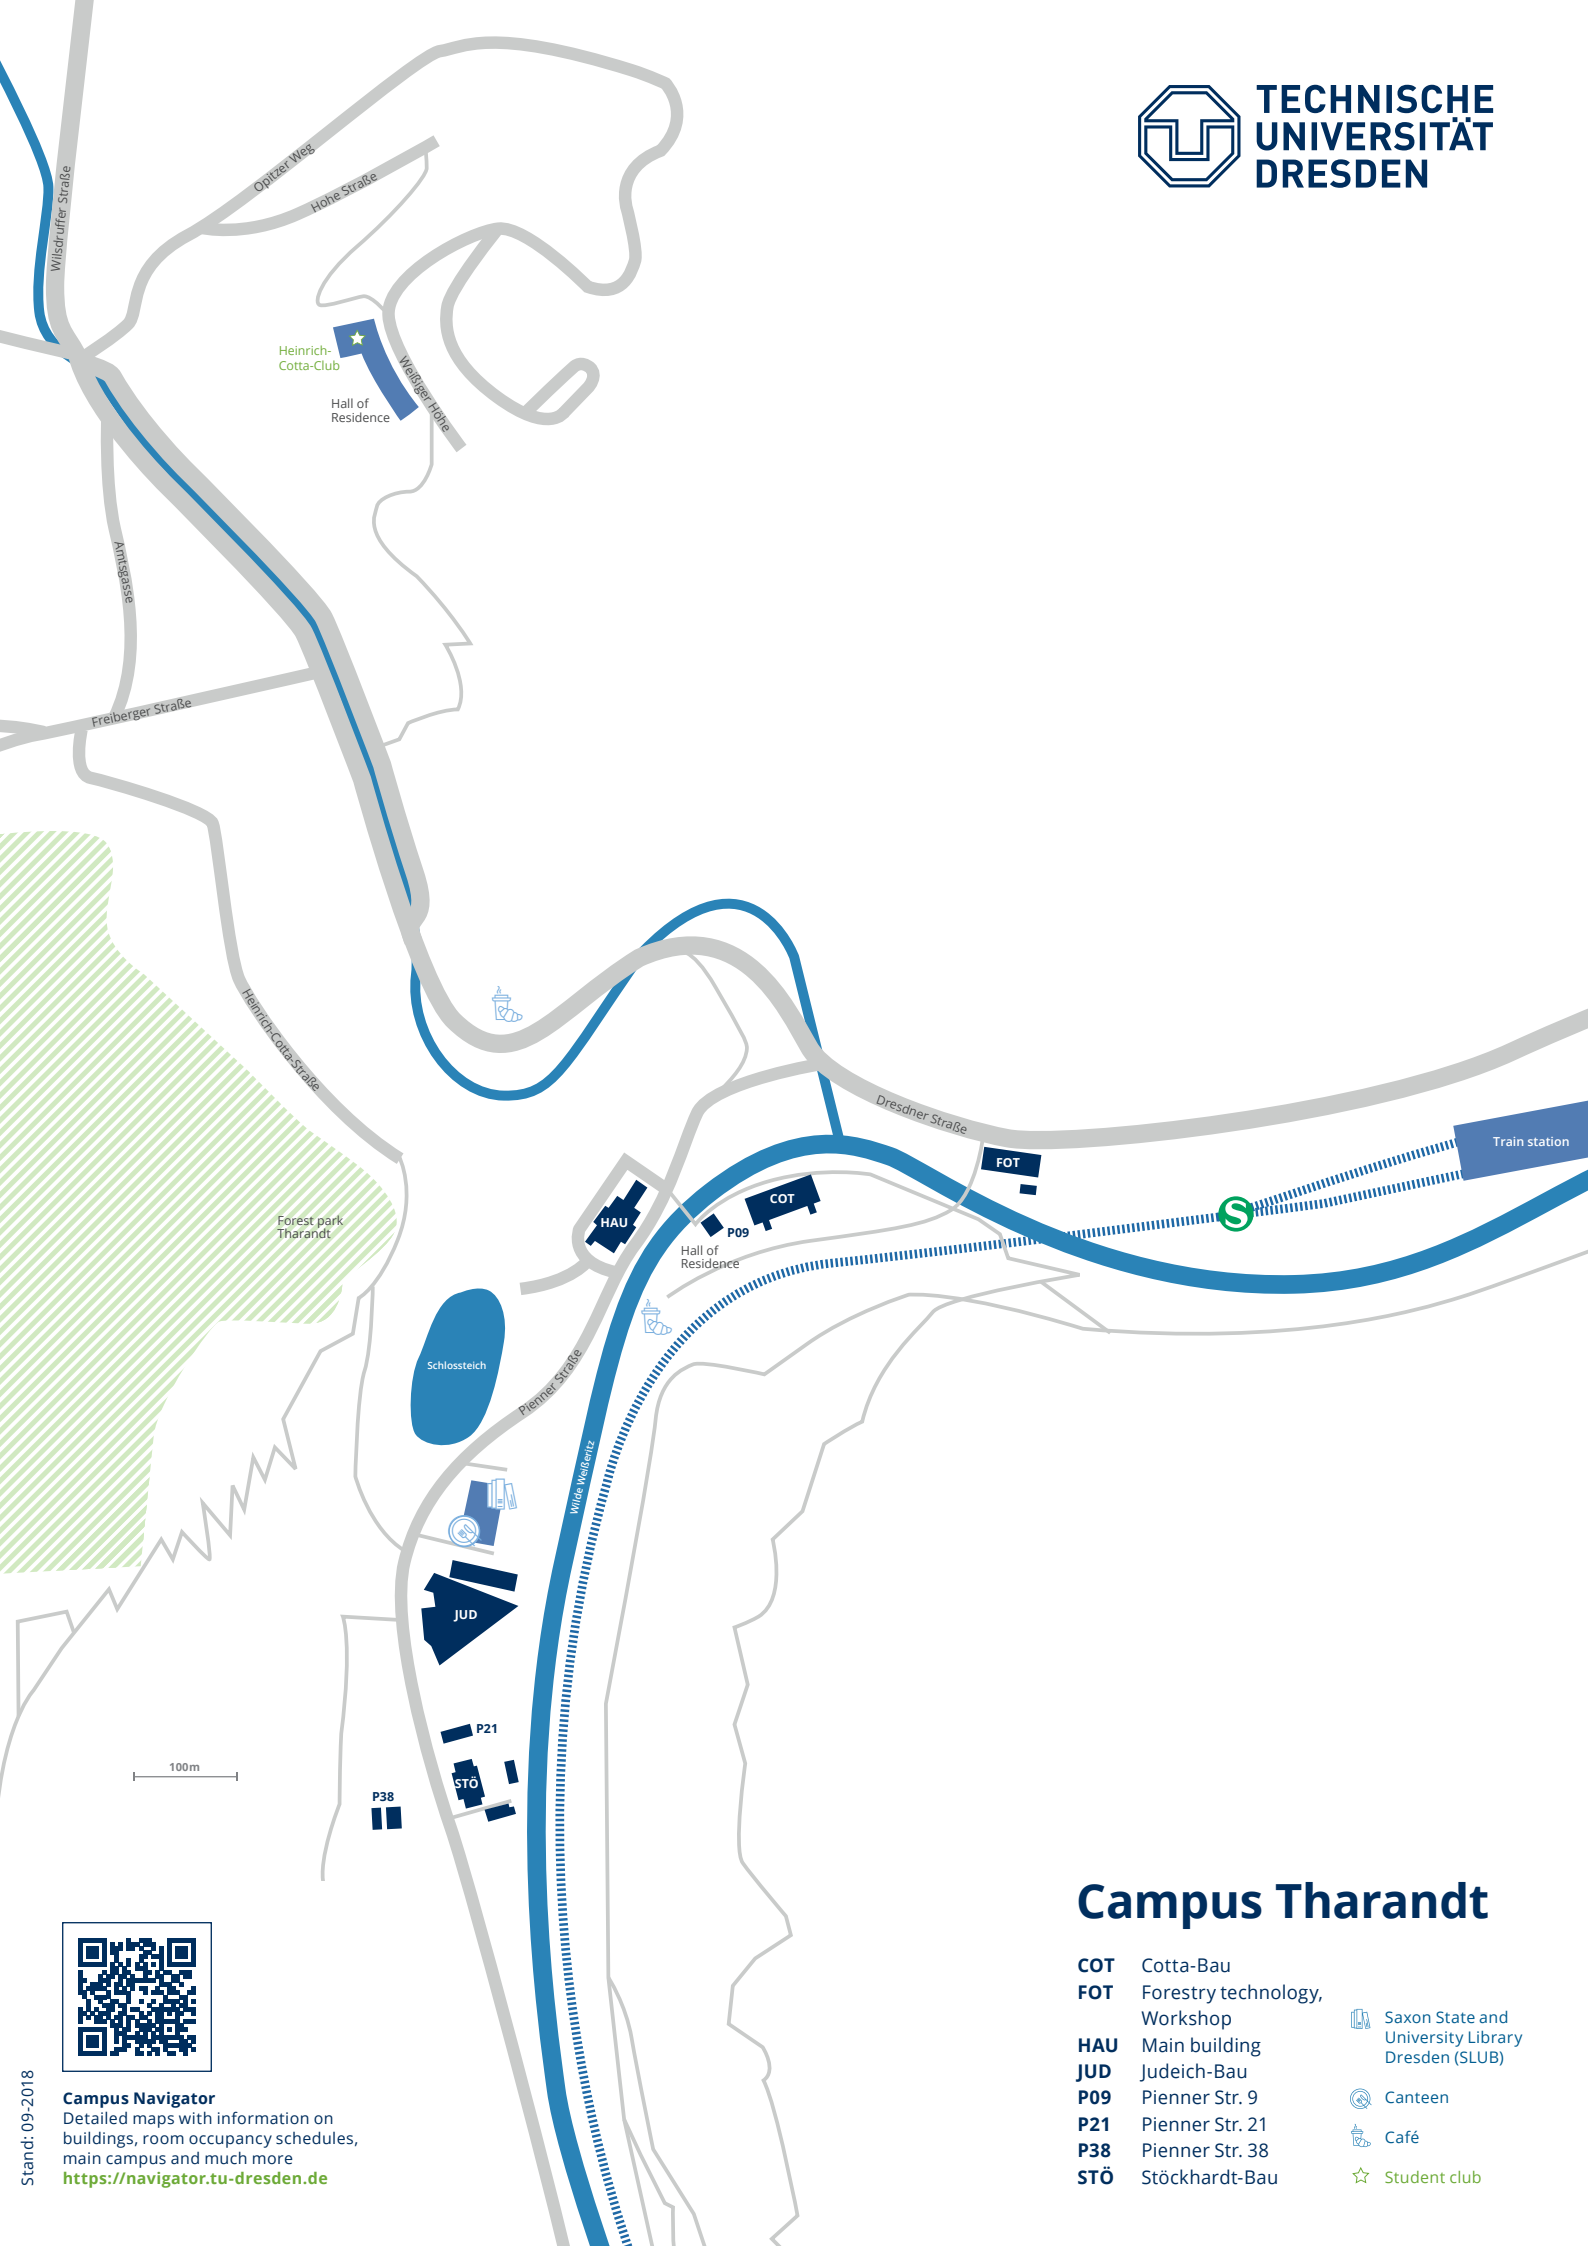 TECHNISCHE
UNIVERSITÄT
DRESDEN
Wilsdruffer Straße
Opitzer Weg
Hohe Straße
Heinrich-
Cotta-Club
Weißiger Höhe
Hall of
Residence
Amtsgasse
Freiberger Straße
Heinrich-Cotta-Straße
Dresdner Straße
Train station
FOT
S
COT
HAU
P09
Forest park
Tharandt
Hall of
Residence
Schlossteich
Pienner Straße
Wilde Weißeritz
JUD
P21
100m
STÖ
P38
Campus Tharandt
COT Cotta-Bau
FOT Forestry technology,
Workshop
HAU Main building
JUD Judeich-Bau
P09 Pienner Str. 9
P21 Pienner Str. 21
P38 Pienner Str. 38
STÖ Stöckhardt-Bau
Saxon State and
University Library
Dresden (SLUB)
Canteen
Café
Student club
Stand: 09-2018
Campus Navigator
Detailed maps with information on
buildings, room occupancy schedules,
main campus and much more
https://navigator.tu-dresden.de